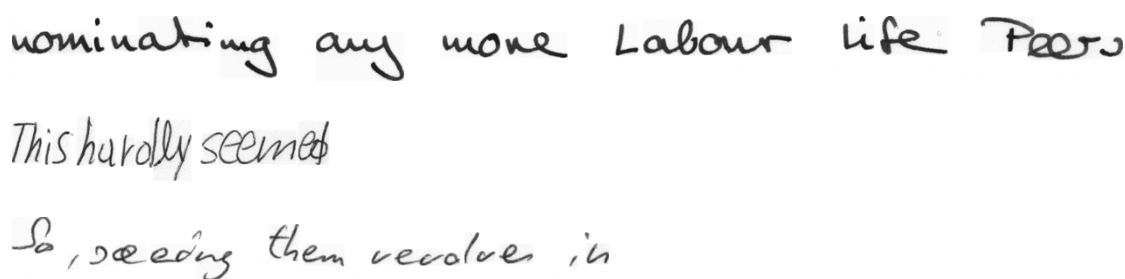 nominating any more Labour life Peers
This hardly seemed
So, seeing them revolves in